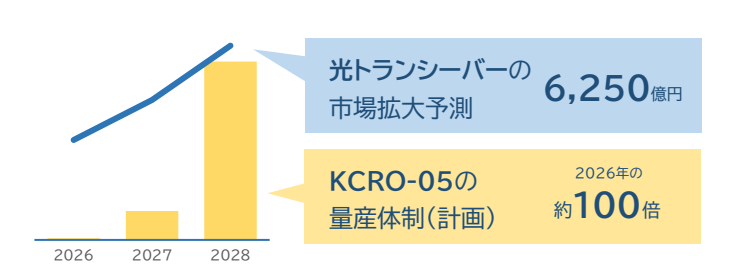 光トランシーバーの
市場拡大予測
6,250億円
KCRO-05の
量産体制(計画)
2026年の
約100倍
2026 2027 2028